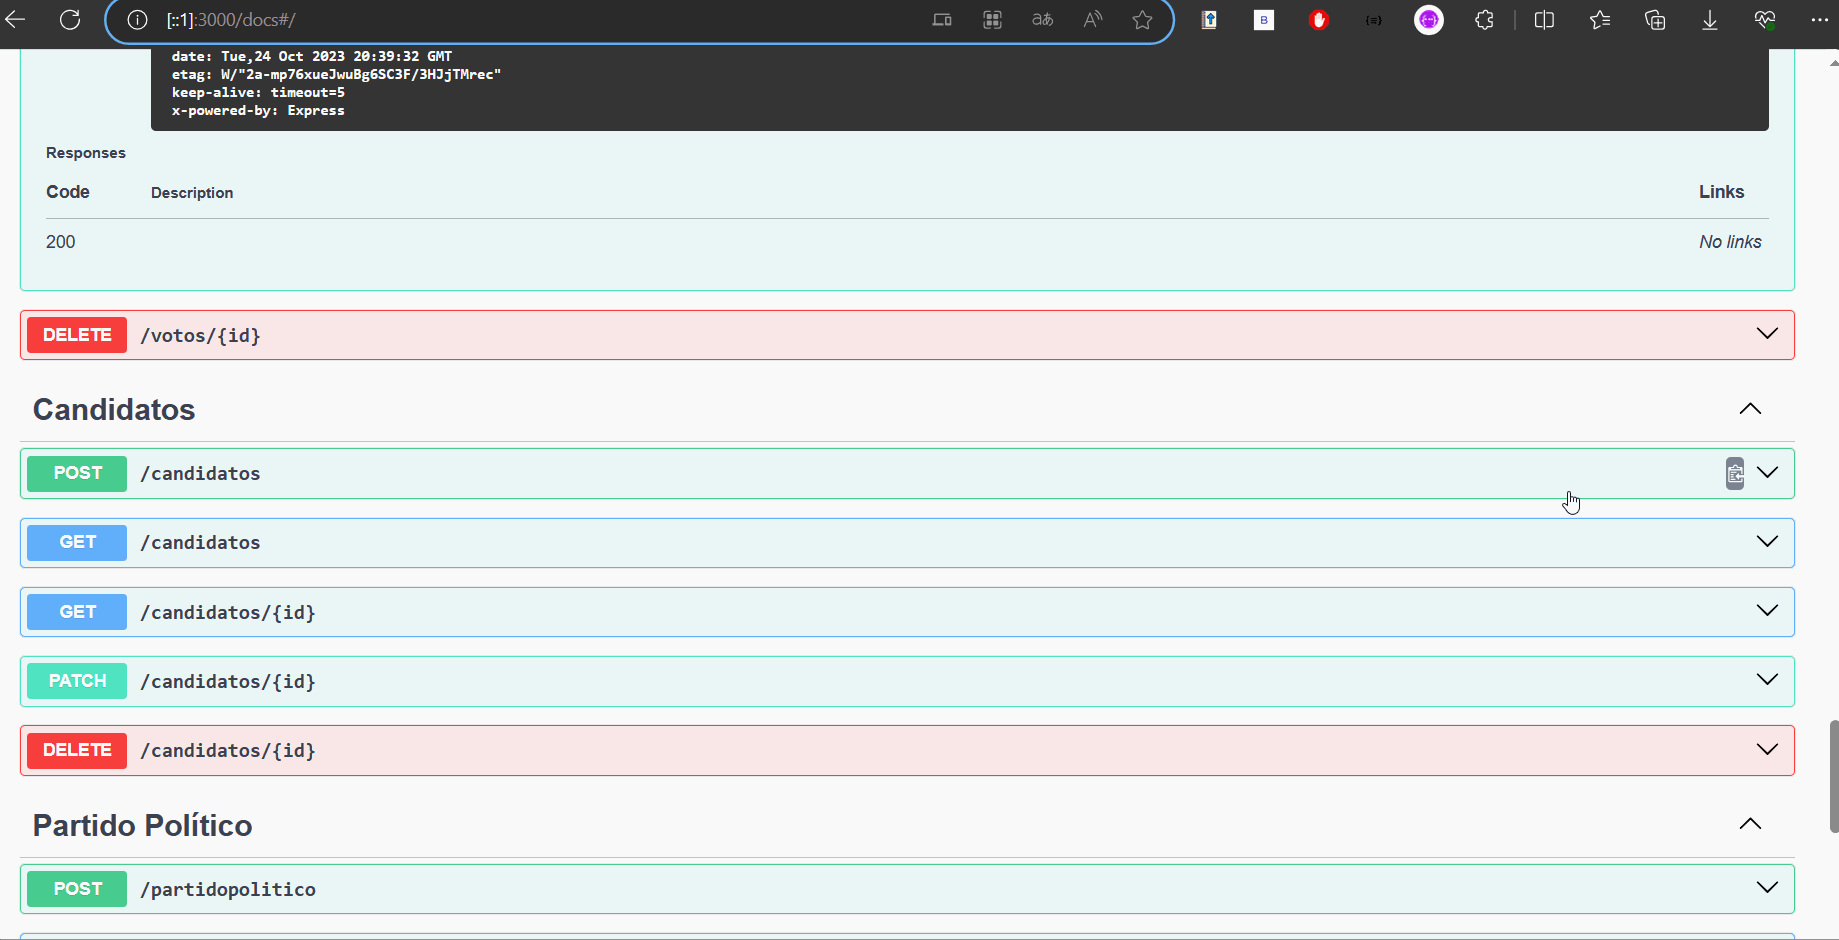 [::1]:3000/docs#/
aあ
A
B
{≡}
date: Tue,24 Oct 2023 20:39:32 GMT
etag: W/"2a-mp76xueJwuBg6SC3F/3HJjTMrec"
keep-alive: timeout=5
x-powered-by: Express
Responses
Code Description Links
200 No links
DELETE /votos/{id}
Candidatos
POST /candidatos
GET /candidatos
GET /candidatos/{id}
PATCH /candidatos/{id}
DELETE /candidatos/{id}
Partido Político
POST /partidopolitico